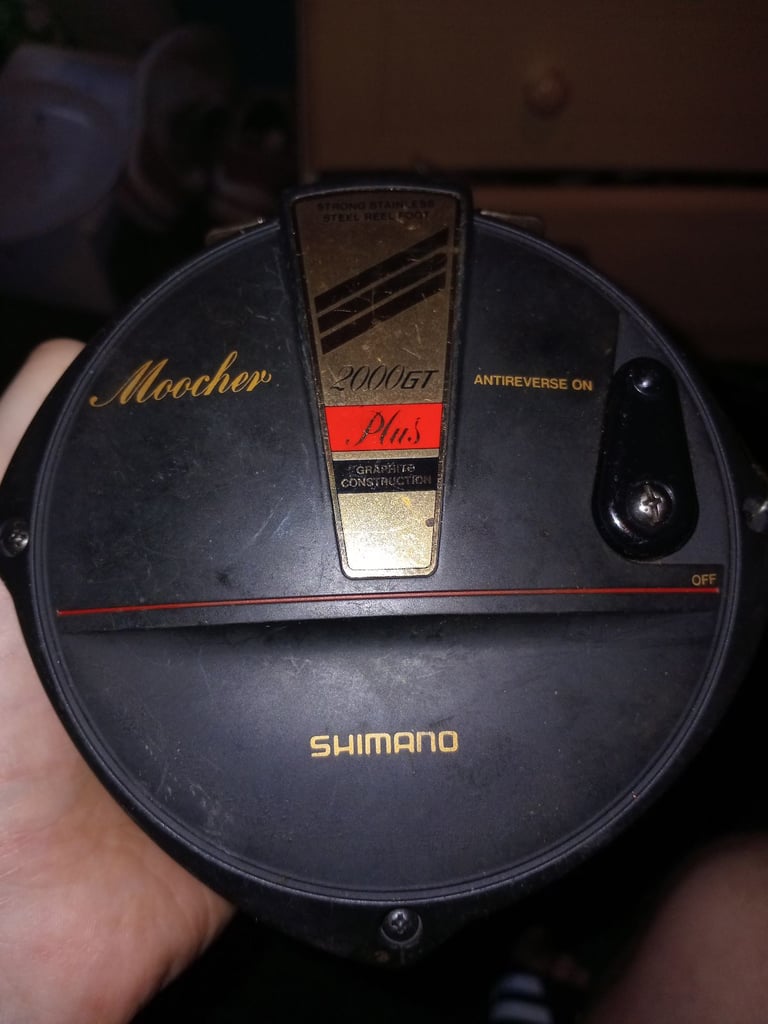 STRONG STAINLESS
STEEL REEL FOOT
Moocher
2000GT
ANTIREVERSE ON
Plus
GRAPHITE
CONSTRUCTION
OFF
SHIMANO